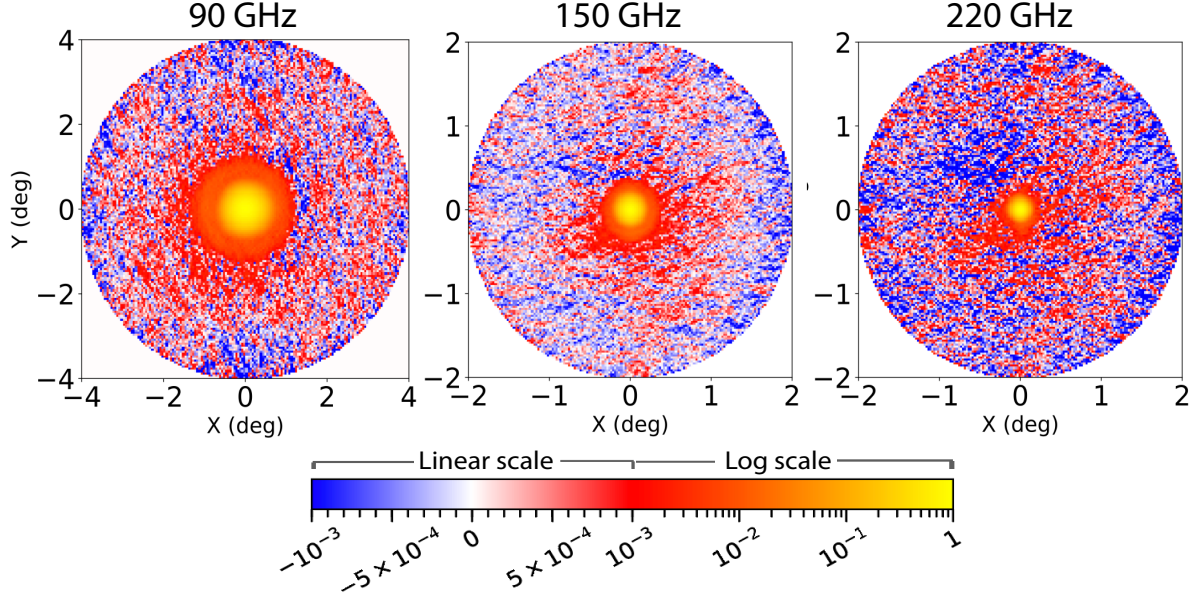 90 GHz 150 GHz 220 GHz
4 2 2
2 1 1
Y (deg) 0 0 0
−2 −1 −1
−4 −2 −2
−4 −2 0 2 4 −2 −1 0 1 2 −2 −1 0 1 2
X (deg) X (deg) X (deg)
Linear scale Log scale
−10⁻³ −5 × 10⁻⁴ 0 5 × 10⁻⁴ 10⁻³ 10⁻² 10⁻¹ 1